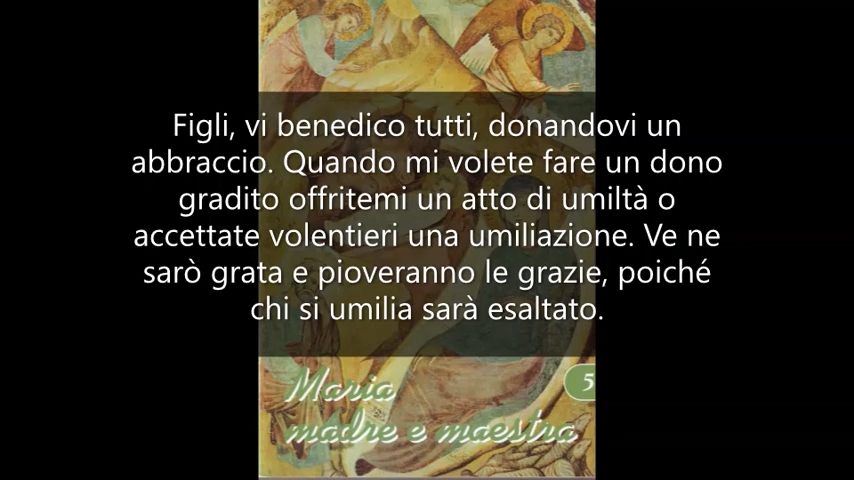 Figli, vi benedico tutti, donandovi un
abbraccio. Quando mi volete fare un dono
gradito offritemi un atto di umiltà o
accettate volentieri una umiliazione. Ve ne
sarò grata e pioveranno le grazie, poiché
chi si umilia sarà esaltato.
Maria
5
madre e maestra